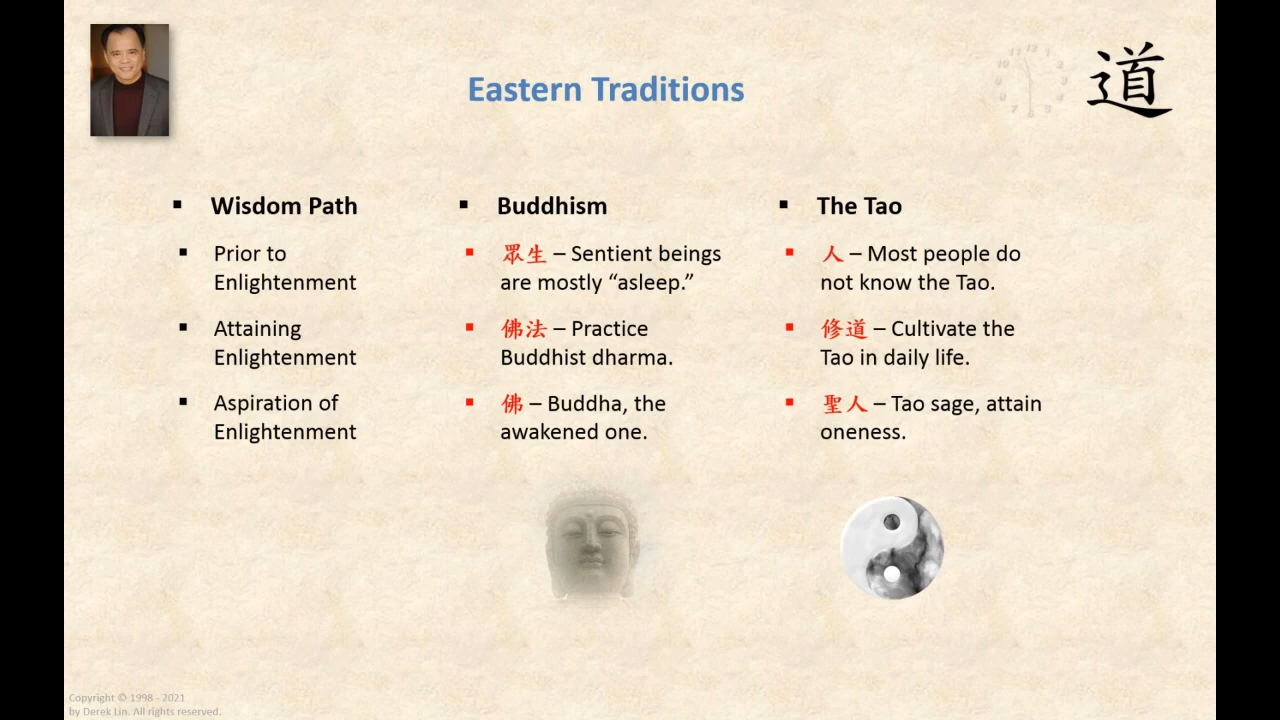 Eastern Traditions
道
Wisdom Path
Prior to
Enlightenment
Attaining
Enlightenment
Aspiration of
Enlightenment
Buddhism
眾生 – Sentient beings
are mostly “asleep.”
佛法 – Practice
Buddhist dharma.
佛 – Buddha, the
awakened one.
The Tao
人 – Most people do
not know the Tao.
修道 – Cultivate the
Tao in daily life.
聖人 – Tao sage, attain
oneness.
Copyright © 1998 - 2021
by Derek Lin. All rights reserved.